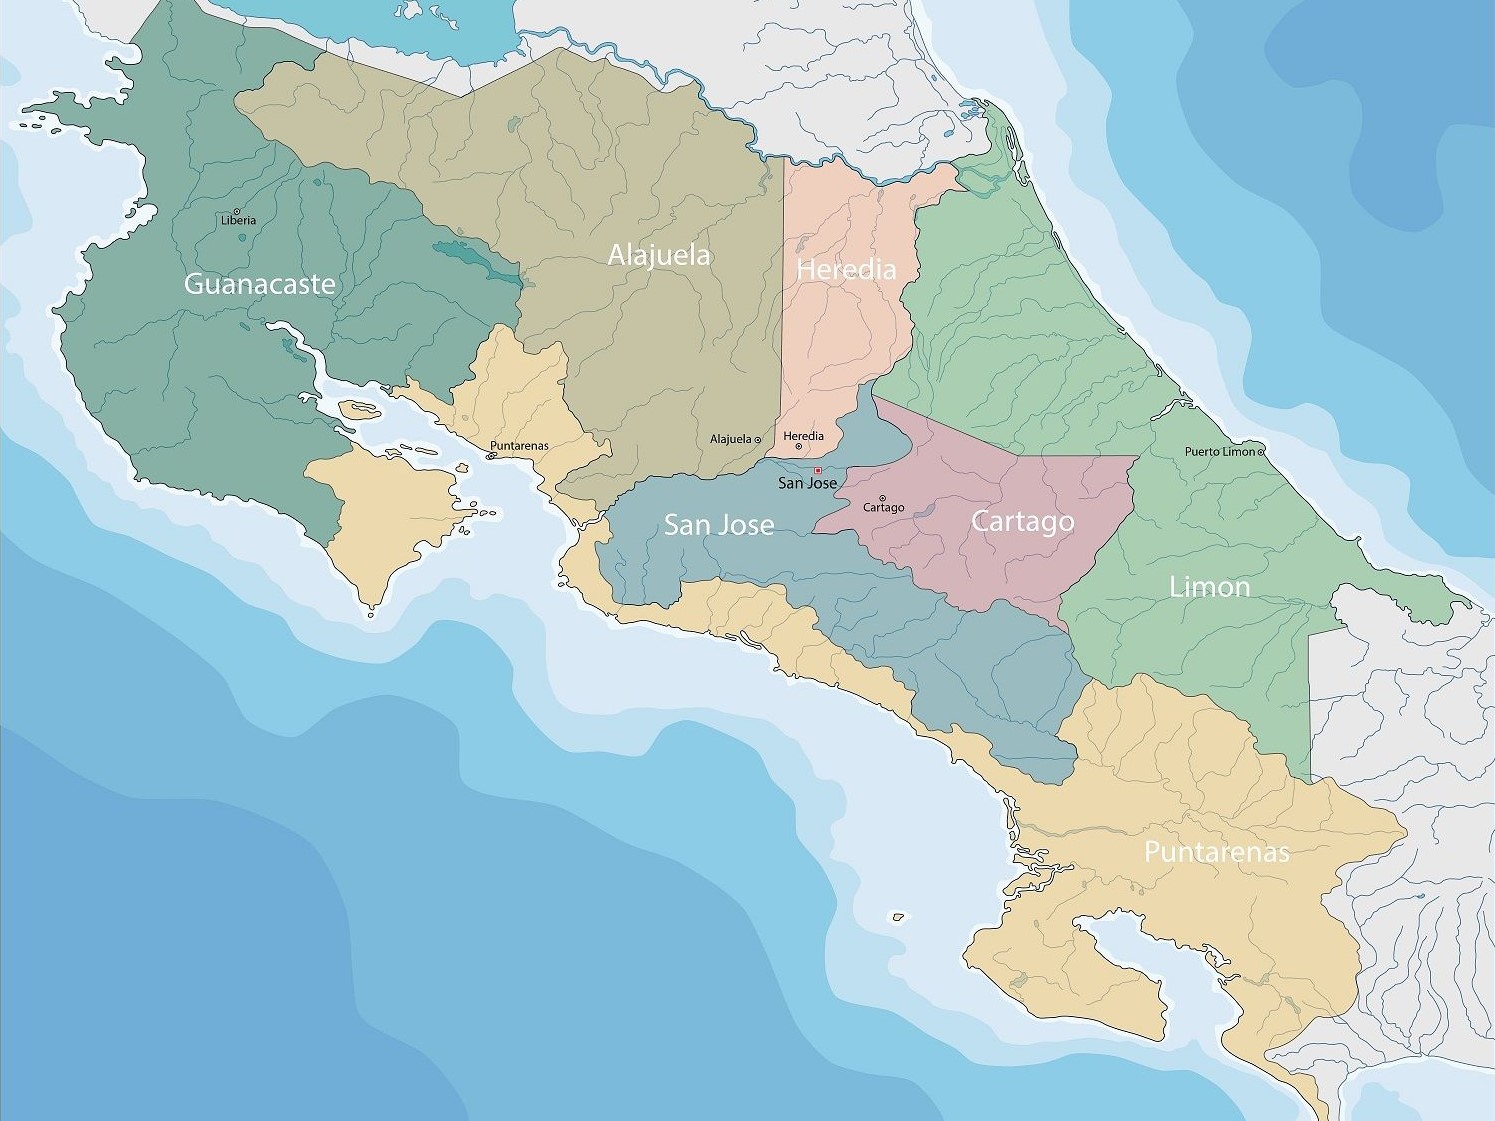 Liberia
Guanacaste
Alajuela
Heredia
Alajuela
Heredia
Puntarenas
San Jose
Puerto Limon
Cartago
San Jose
Cartago
Limon
Puntarenas